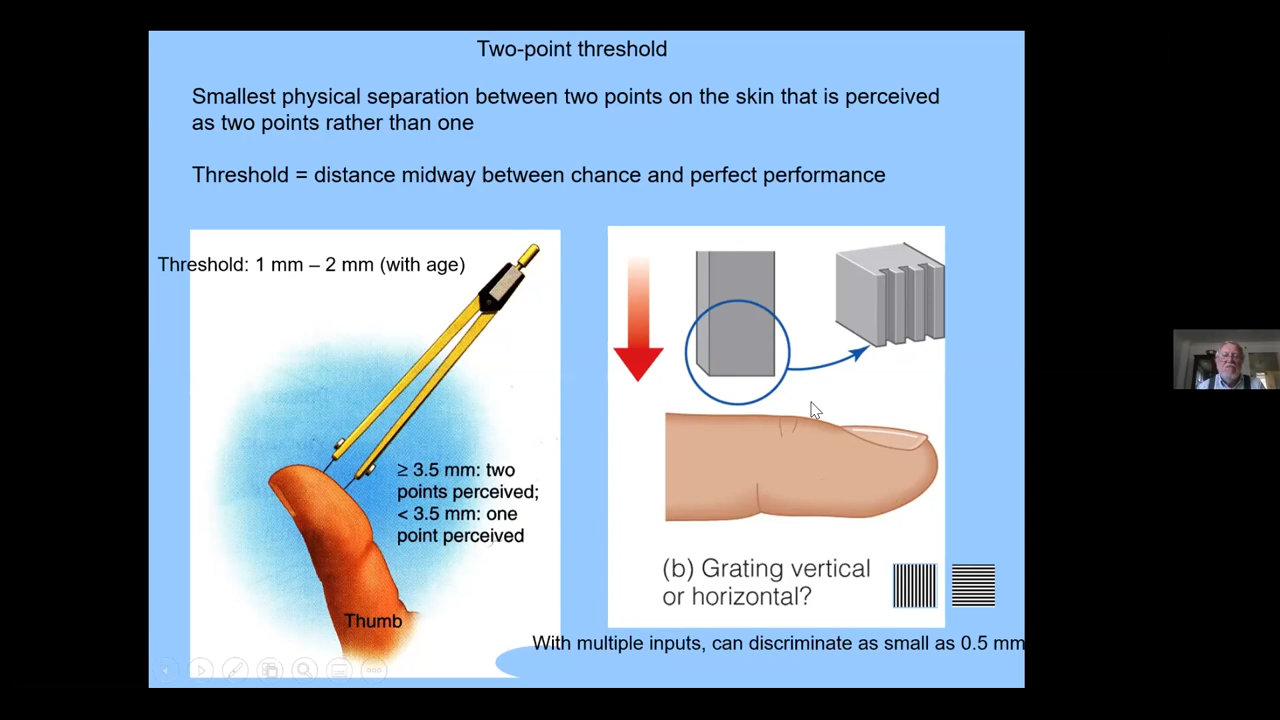 Two-point threshold
Smallest physical separation between two points on the skin that is perceived
as two points rather than one
Threshold = distance midway between chance and perfect performance
Threshold: 1 mm – 2 mm (with age)
≥ 3.5 mm: two
points perceived;
< 3.5 mm: one
point perceived
Thumb
(b) Grating vertical
or horizontal?
With multiple inputs, can discriminate as small as 0.5 mm